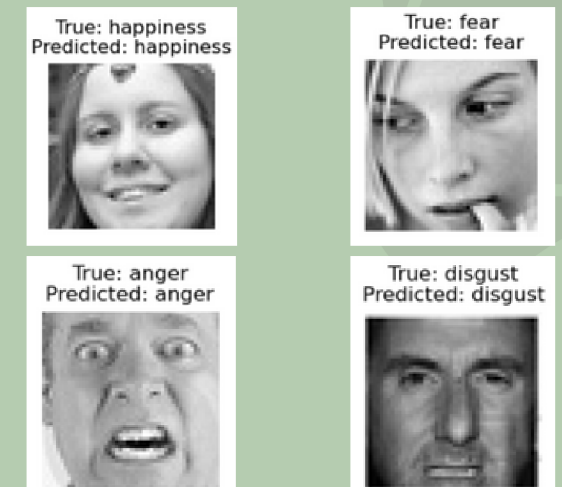 True: happiness
Predicted: happiness
True: fear
Predicted: fear
True: anger
Predicted: anger
True: disgust
Predicted: disgust